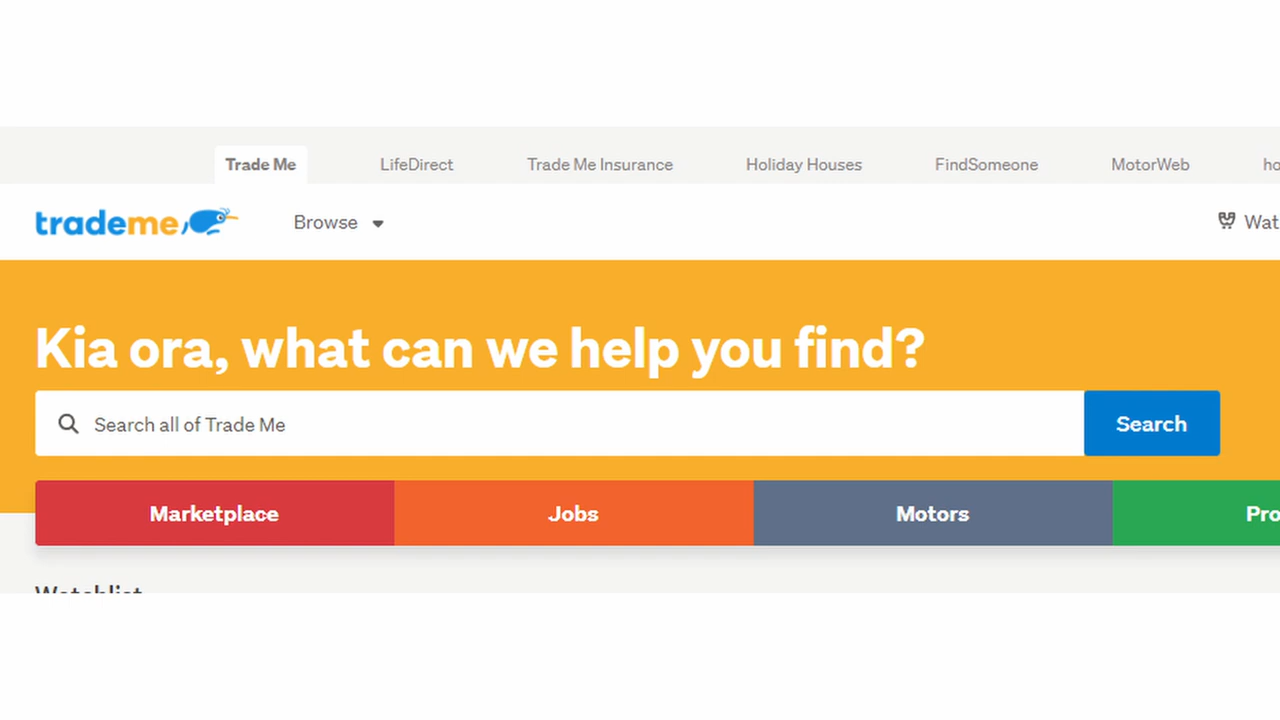 Trade Me LifeDirect Trade Me Insurance Holiday Houses FindSomeone MotorWeb
trademe Browse
Kia ora, what can we help you find?
Search all of Trade Me Search
Marketplace Jobs Motors
Watchlist